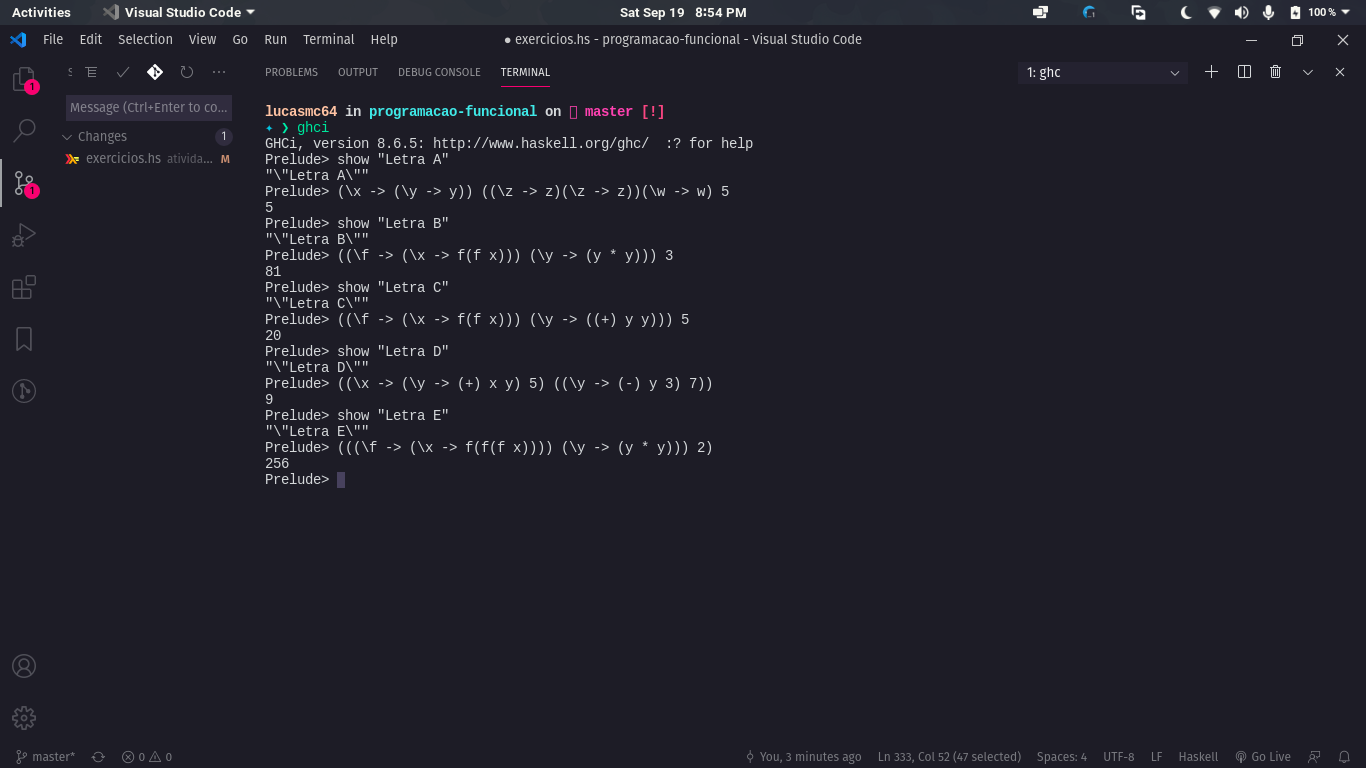 Activities Visual Studio Code Sat Sep 19 8:54 PM 100 %
File Edit Selection View Go Run Terminal Help ● exercicios.hs - programacao-funcional - Visual Studio Code
S ··· PROBLEMS OUTPUT DEBUG CONSOLE TERMINAL 1: ghc
1
Message (Ctrl+Enter to co...
Changes 1
exercicios.hs ativida... M
1
lucasmc64 in programacao-funcional on master [!]
✦ ❯ ghci
GHCi, version 8.6.5: http://www.haskell.org/ghc/  :? for help
Prelude> show "Letra A"
"\"Letra A\""
Prelude> (\x -> (\y -> y)) ((\z -> z)(\z -> z))(\w -> w) 5
5
Prelude> show "Letra B"
"\"Letra B\""
Prelude> ((\f -> (\x -> f(f x))) (\y -> (y * y))) 3
81
Prelude> show "Letra C"
"\"Letra C\""
Prelude> ((\f -> (\x -> f(f x))) (\y -> ((+) y y))) 5
20
Prelude> show "Letra D"
"\"Letra D\""
Prelude> ((\x -> (\y -> (+) x y) 5) ((\y -> (-) y 3) 7))
9
Prelude> show "Letra E"
"\"Letra E\""
Prelude> (((\f -> (\x -> f(f(f x)))) (\y -> (y * y))) 2)
256
Prelude>
master* 0 0 You, 3 minutes ago Ln 333, Col 52 (47 selected) Spaces: 4 UTF-8 LF Haskell Go Live